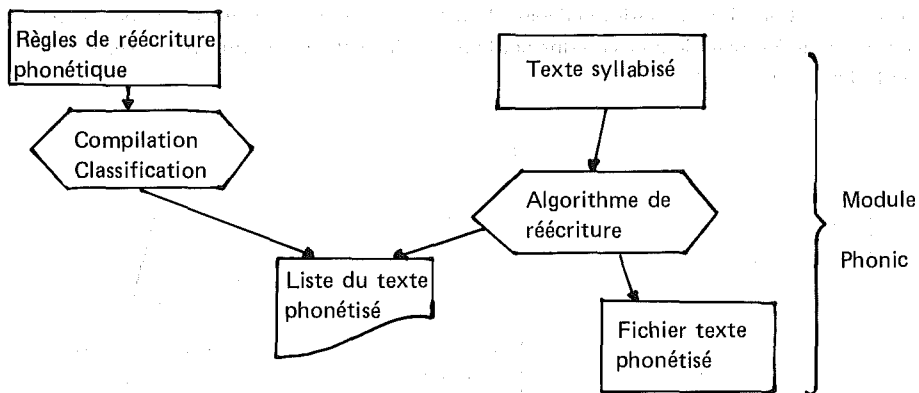 Règles de réécriture
phonétique
Texte syllabisé
Compilation
Classification
Algorithme de
réécriture
Module
Phonic
Liste du texte
phonétisé
Fichier texte
phonétisé